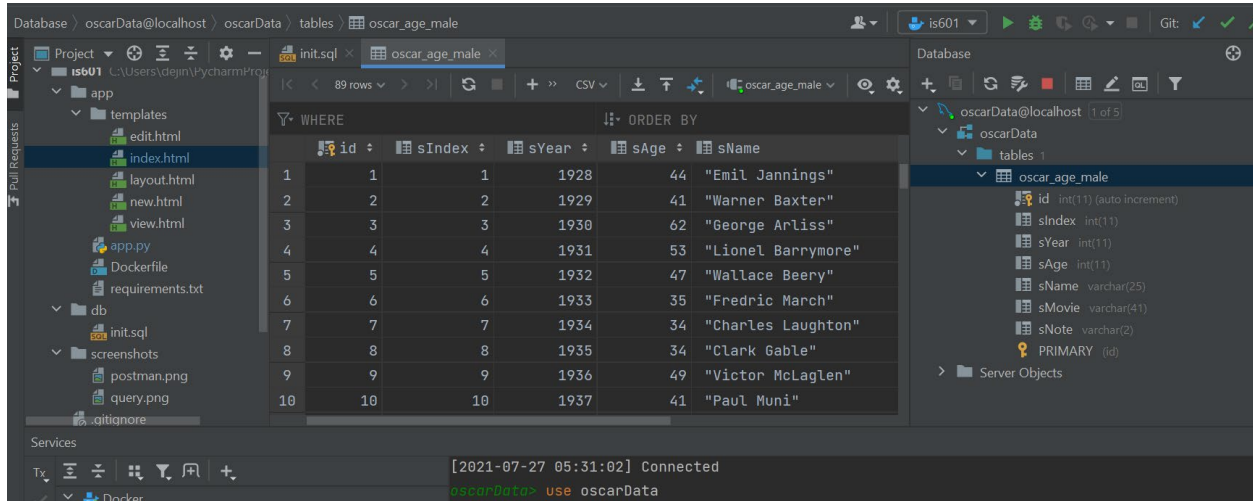 Database > oscarData@localhost > oscarData > tables > oscar_age_male
is601
Git:
Project
Pull Requests
Project
is601 C:\Users\dejin\PycharmProje
app
templates
edit.html
index.html
layout.html
new.html
view.html
app.py
Dockerfile
requirements.txt
db
init.sql
screenshots
postman.png
query.png
.gitignore
init.sql
oscar_age_male
89 rows
CSV
oscar_age_male
WHERE
ORDER BY
id sIndex sYear sAge sName
1 1 1 1928 44 "Emil Jannings"
2 2 2 1929 41 "Warner Baxter"
3 3 3 1930 62 "George Arliss"
4 4 4 1931 53 "Lionel Barrymore"
5 5 5 1932 47 "Wallace Beery"
6 6 6 1933 35 "Fredric March"
7 7 7 1934 34 "Charles Laughton"
8 8 8 1935 34 "Clark Gable"
9 9 9 1936 49 "Victor McLaglen"
10 10 10 1937 41 "Paul Muni"
Database
QL
oscarData@localhost 1 of 5
oscarData
tables 1
oscar_age_male
id int(11) (auto increment)
sIndex int(11)
sYear int(11)
sAge int(11)
sName varchar(25)
sMovie varchar(41)
sNote varchar(2)
PRIMARY (id)
Server Objects
Services
Tx
Docker
[2021-07-27 05:31:02] Connected
oscarData> use oscarData